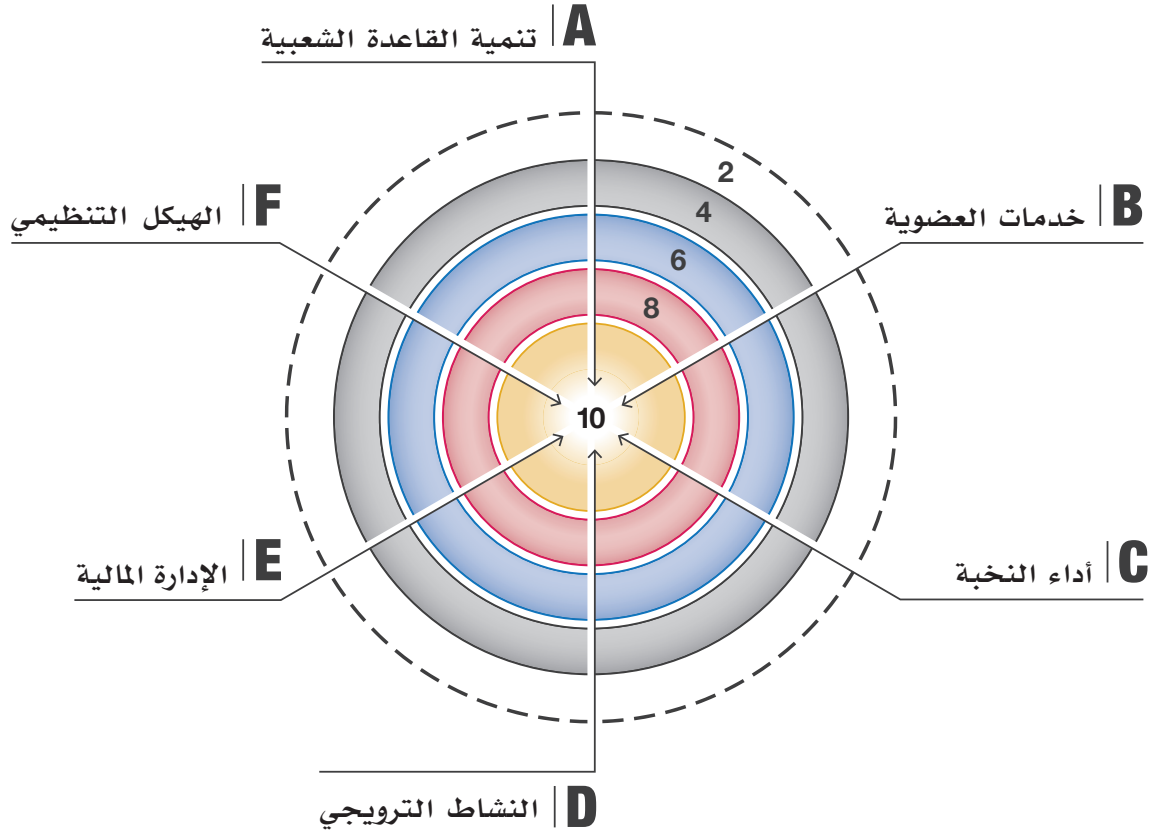 A| تنمية القاعدة الشعبية
B| خدمات العضوية
C| أداء النخبة
D| النشاط الترويجي
E| الإدارة المالية
F| الهيكل التنظيمي
2
4
6
8
10